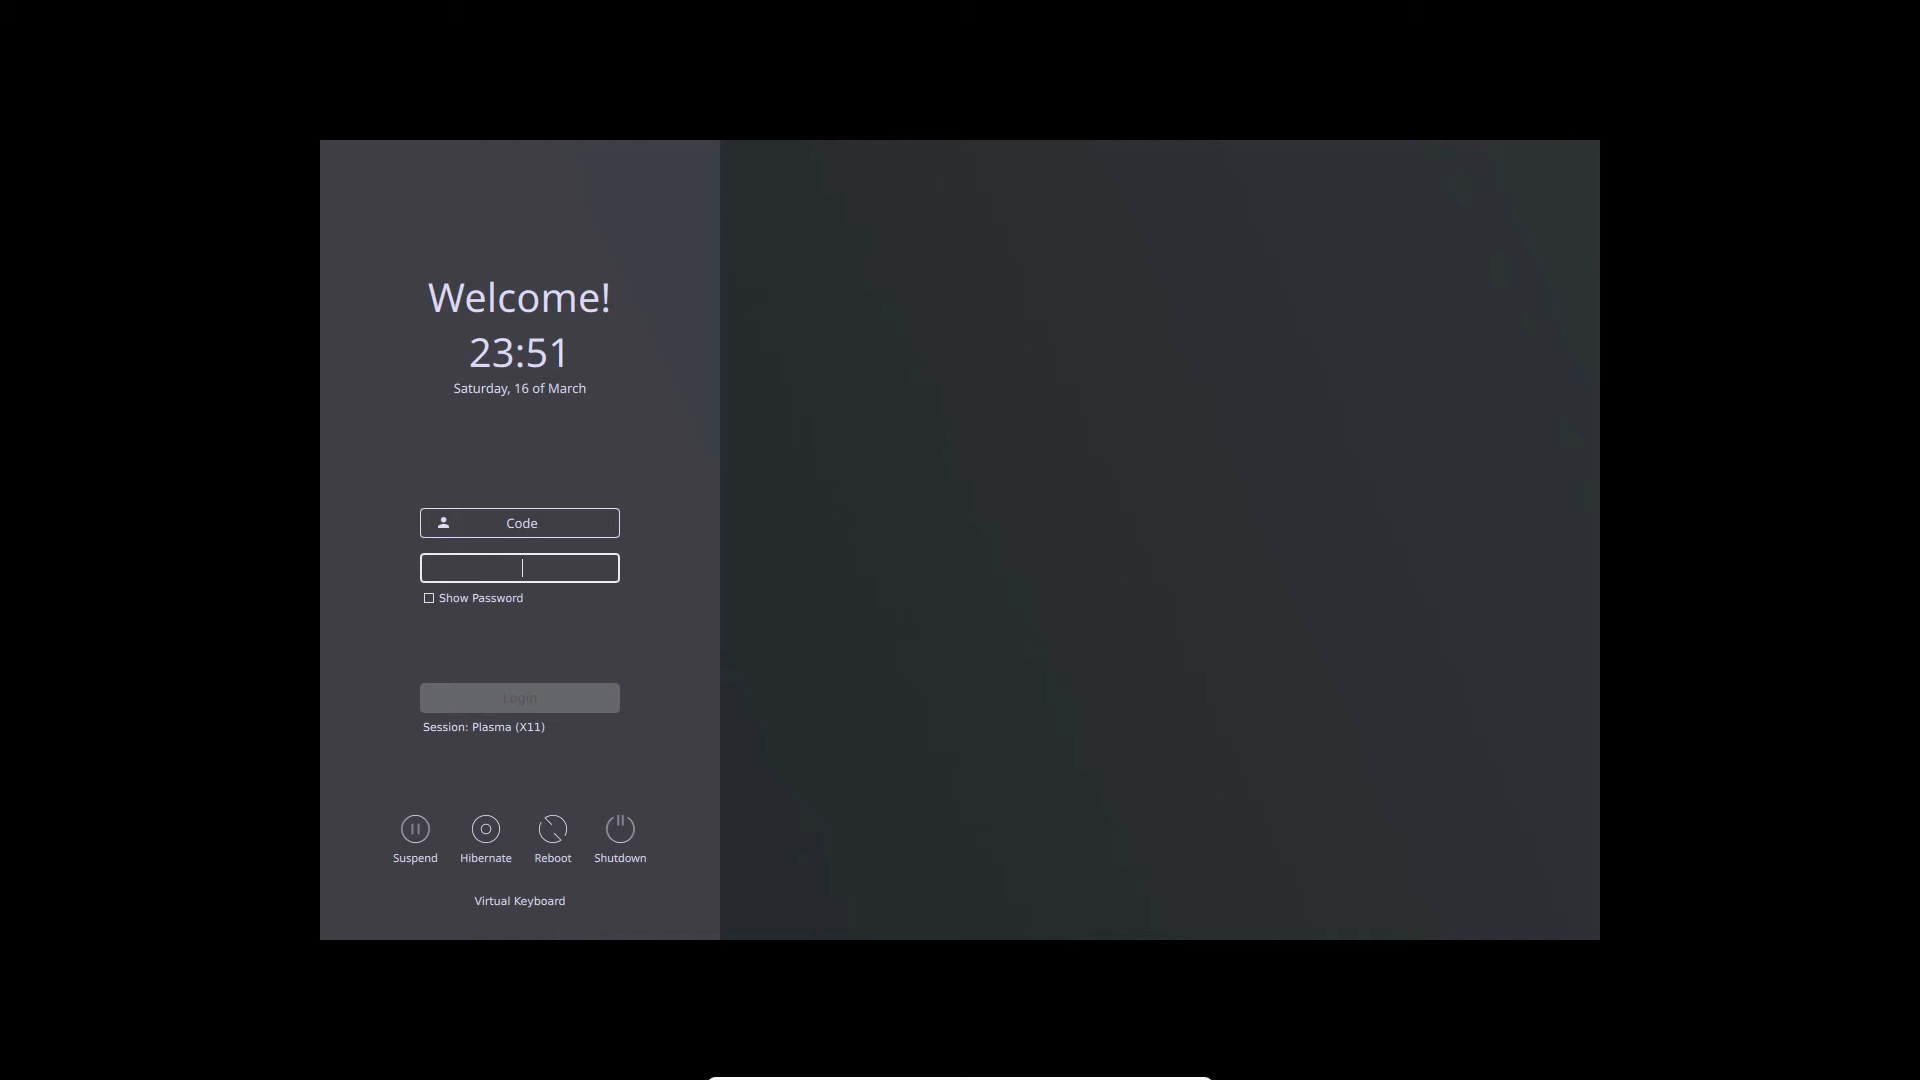 Welcome!
23:51
Saturday, 16 of March
Code
Show Password
Login
Session: Plasma (X11)
Suspend Hibernate Reboot Shutdown
Virtual Keyboard